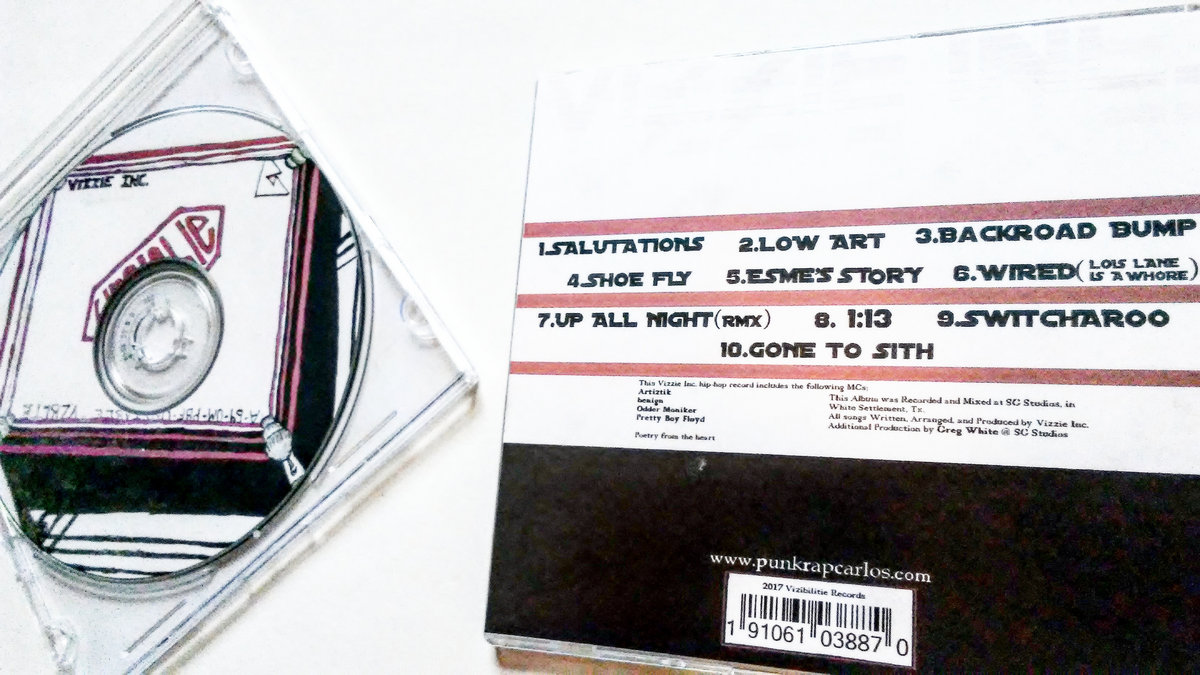 VIZZIE INC.
1.SALUTATIONS 2.LOW ART 3.BACKROAD BUMP
4.SHOE FLY 5.ESME'S STORY 6.WIRED( LOIS LANE
IS A WHORE)
7.UP ALL NIGHT(RMX) 8. 1:13 9.SWITCHAROO
10.GONE TO SITH
This Vizzie Inc. hip-hop record includes the following MCs:
Artiztik
benign
Odder Moniker
Pretty Boy Floyd
Poetry from the heart
This Album was Recorded and Mixed at SG Studios, in
White Settlement, Tx.
All songs Written, Arranged, and Produced by Vizzie Inc.
Additional Production by Greg White @ SG Studios
www.punkrapcarlos.com
2017 Vizibilitie Records
1 91061 03887 0